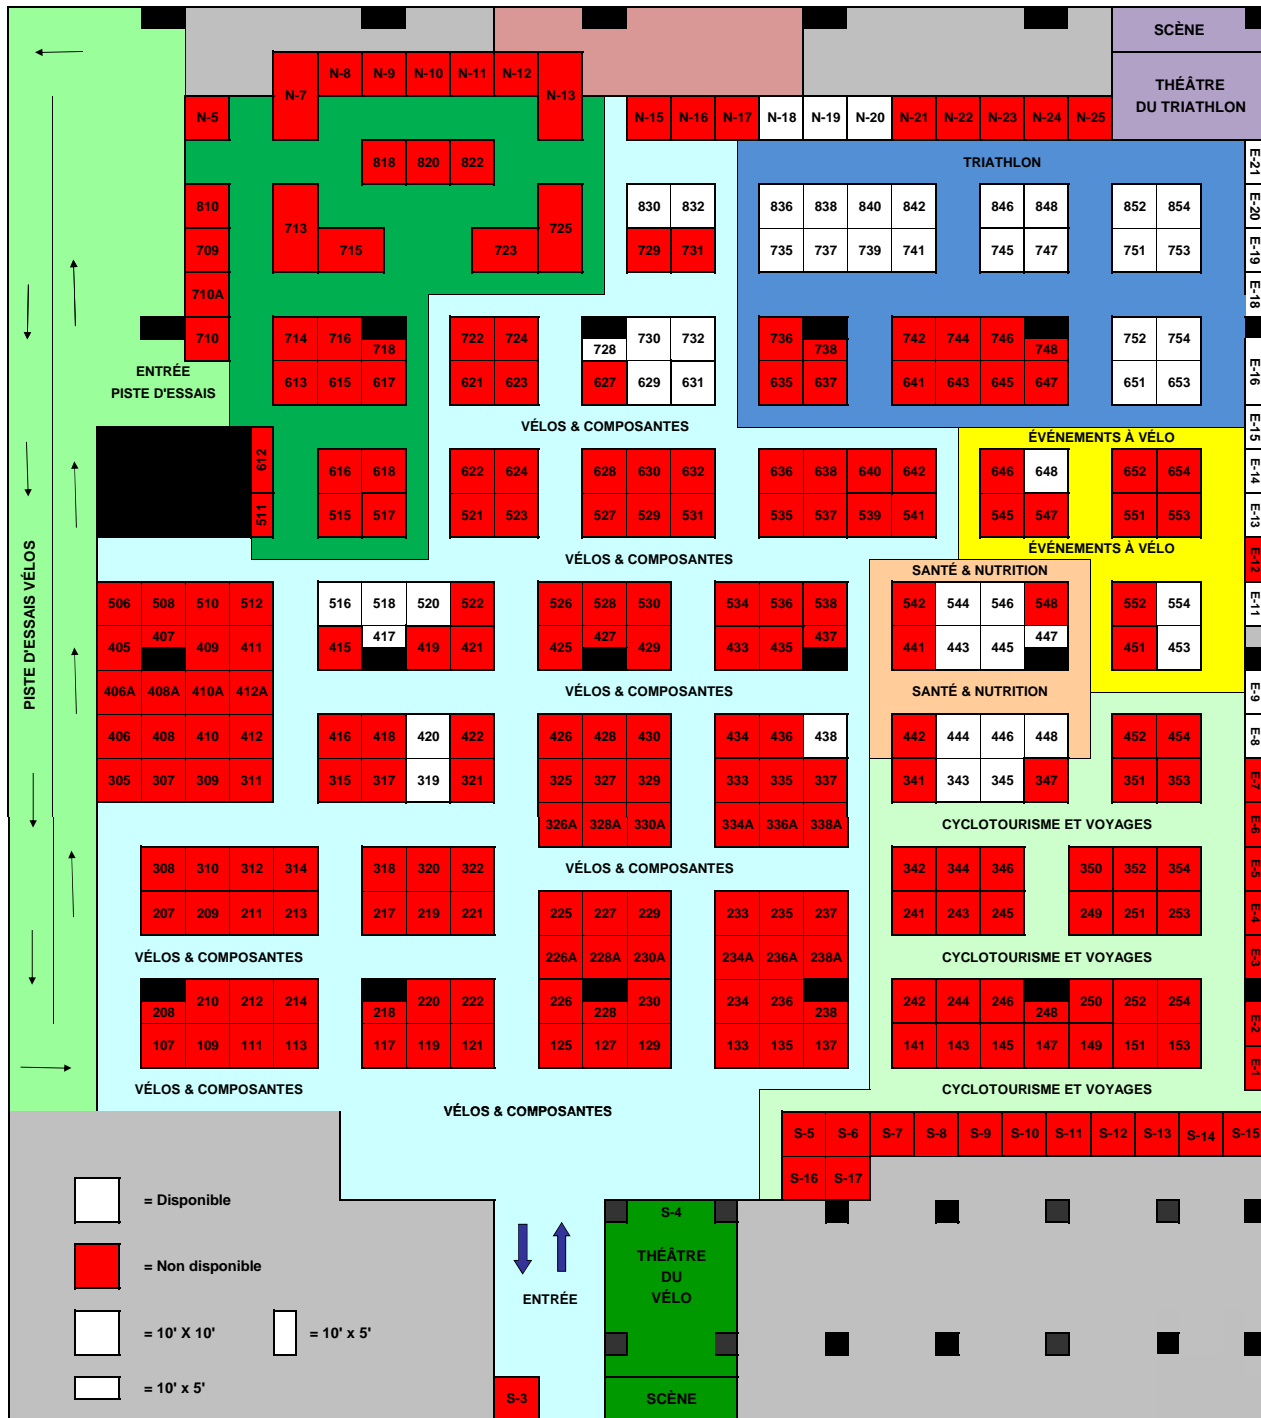 SCÈNE
N-8 N-9 N-10 N-11 N-12
N-7 N-13
THÉÂTRE
DU TRIATHLON
N-5 N-15 N-16 N-17 N-18 N-19 N-20 N-21 N-22 N-23 N-24 N-25
818 820 822 TRIATHLON E-21
810 830 832 836 838 840 842 846 848 852 854 E-20
713 725
709 715 723 729 731 735 737 739 741 745 747 751 753 E-19
710A E-18
710 714 716 718 722 724 728 730 732 736 738 742 744 746 748 752 754
ENTRÉE
PISTE D'ESSAIS
613 615 617 621 623 627 629 631 635 637 641 643 645 647 651 653 E-16
VÉLOS & COMPOSANTES E-15
ÉVÉNEMENTS À VÉLO
612 616 618 622 624 628 630 632 636 638 640 642 646 648 652 654 E-14
511 515 517 521 523 527 529 531 535 537 539 541 545 547 551 553 E-13
ÉVÉNEMENTS À VÉLO
VÉLOS & COMPOSANTES E-12
SANTÉ & NUTRITION
506 508 510 512 516 518 520 522 526 528 530 534 536 538 542 544 546 548 552 554 E-11
405 407 409 411 415 417 419 421 425 427 429 433 435 437 441 443 445 447 451 453
PISTE D'ESSAIS VÉLOS
406A 408A 410A 412A VÉLOS & COMPOSANTES SANTÉ & NUTRITION E-9
406 408 410 412 416 418 420 422 426 428 430 434 436 438 442 444 446 448 452 454 E-8
305 307 309 311 315 317 319 321 325 327 329 333 335 337 341 343 345 347 351 353 E-7
326A 328A 330A 334A 336A 338A CYCLOTOURISME ET VOYAGES E-6
308 310 312 314 318 320 322 VÉLOS & COMPOSANTES 342 344 346 350 352 354 E-5
207 209 211 213 217 219 221 225 227 229 233 235 237 241 243 245 249 251 253 E-4
VÉLOS & COMPOSANTES 226A 228A 230A 234A 236A 238A CYCLOTOURISME ET VOYAGES E-3
208 210 212 214 218 220 222 226 228 230 234 236 238 242 244 246 248 250 252 254 E-2
107 109 111 113 117 119 121 125 127 129 133 135 137 141 143 145 147 149 151 153 E-1
VÉLOS & COMPOSANTES CYCLOTOURISME ET VOYAGES
VÉLOS & COMPOSANTES
S-5 S-6 S-7 S-8 S-9 S-10 S-11 S-12 S-13 S-14 S-15
S-16 S-17
= Disponible
S-4
THÉÂTRE
DU
VÉLO
= Non disponible
ENTRÉE
= 10' X 10' = 10' x 5'
= 10' x 5'
S-3 SCÈNE